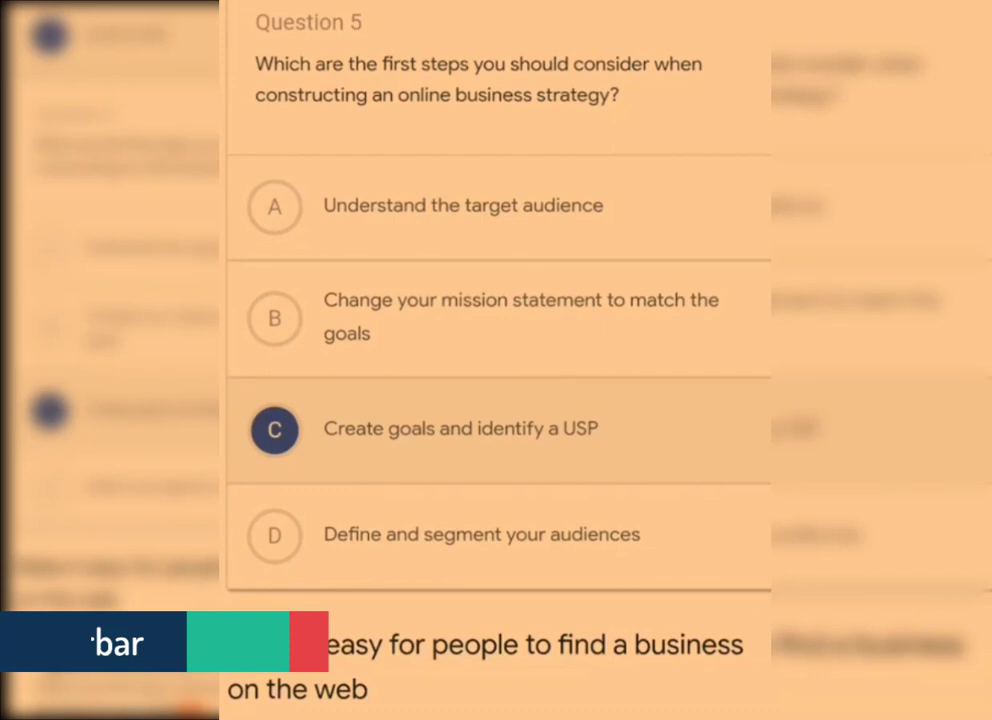 Question 5
Which are the first steps you should consider when
constructing an online business strategy?
A
Understand the target audience
B
Change your mission statement to match the
goals
C
Create goals and identify a USP
D
Define and segment your audiences
easy for people to find a business
on the web
bar